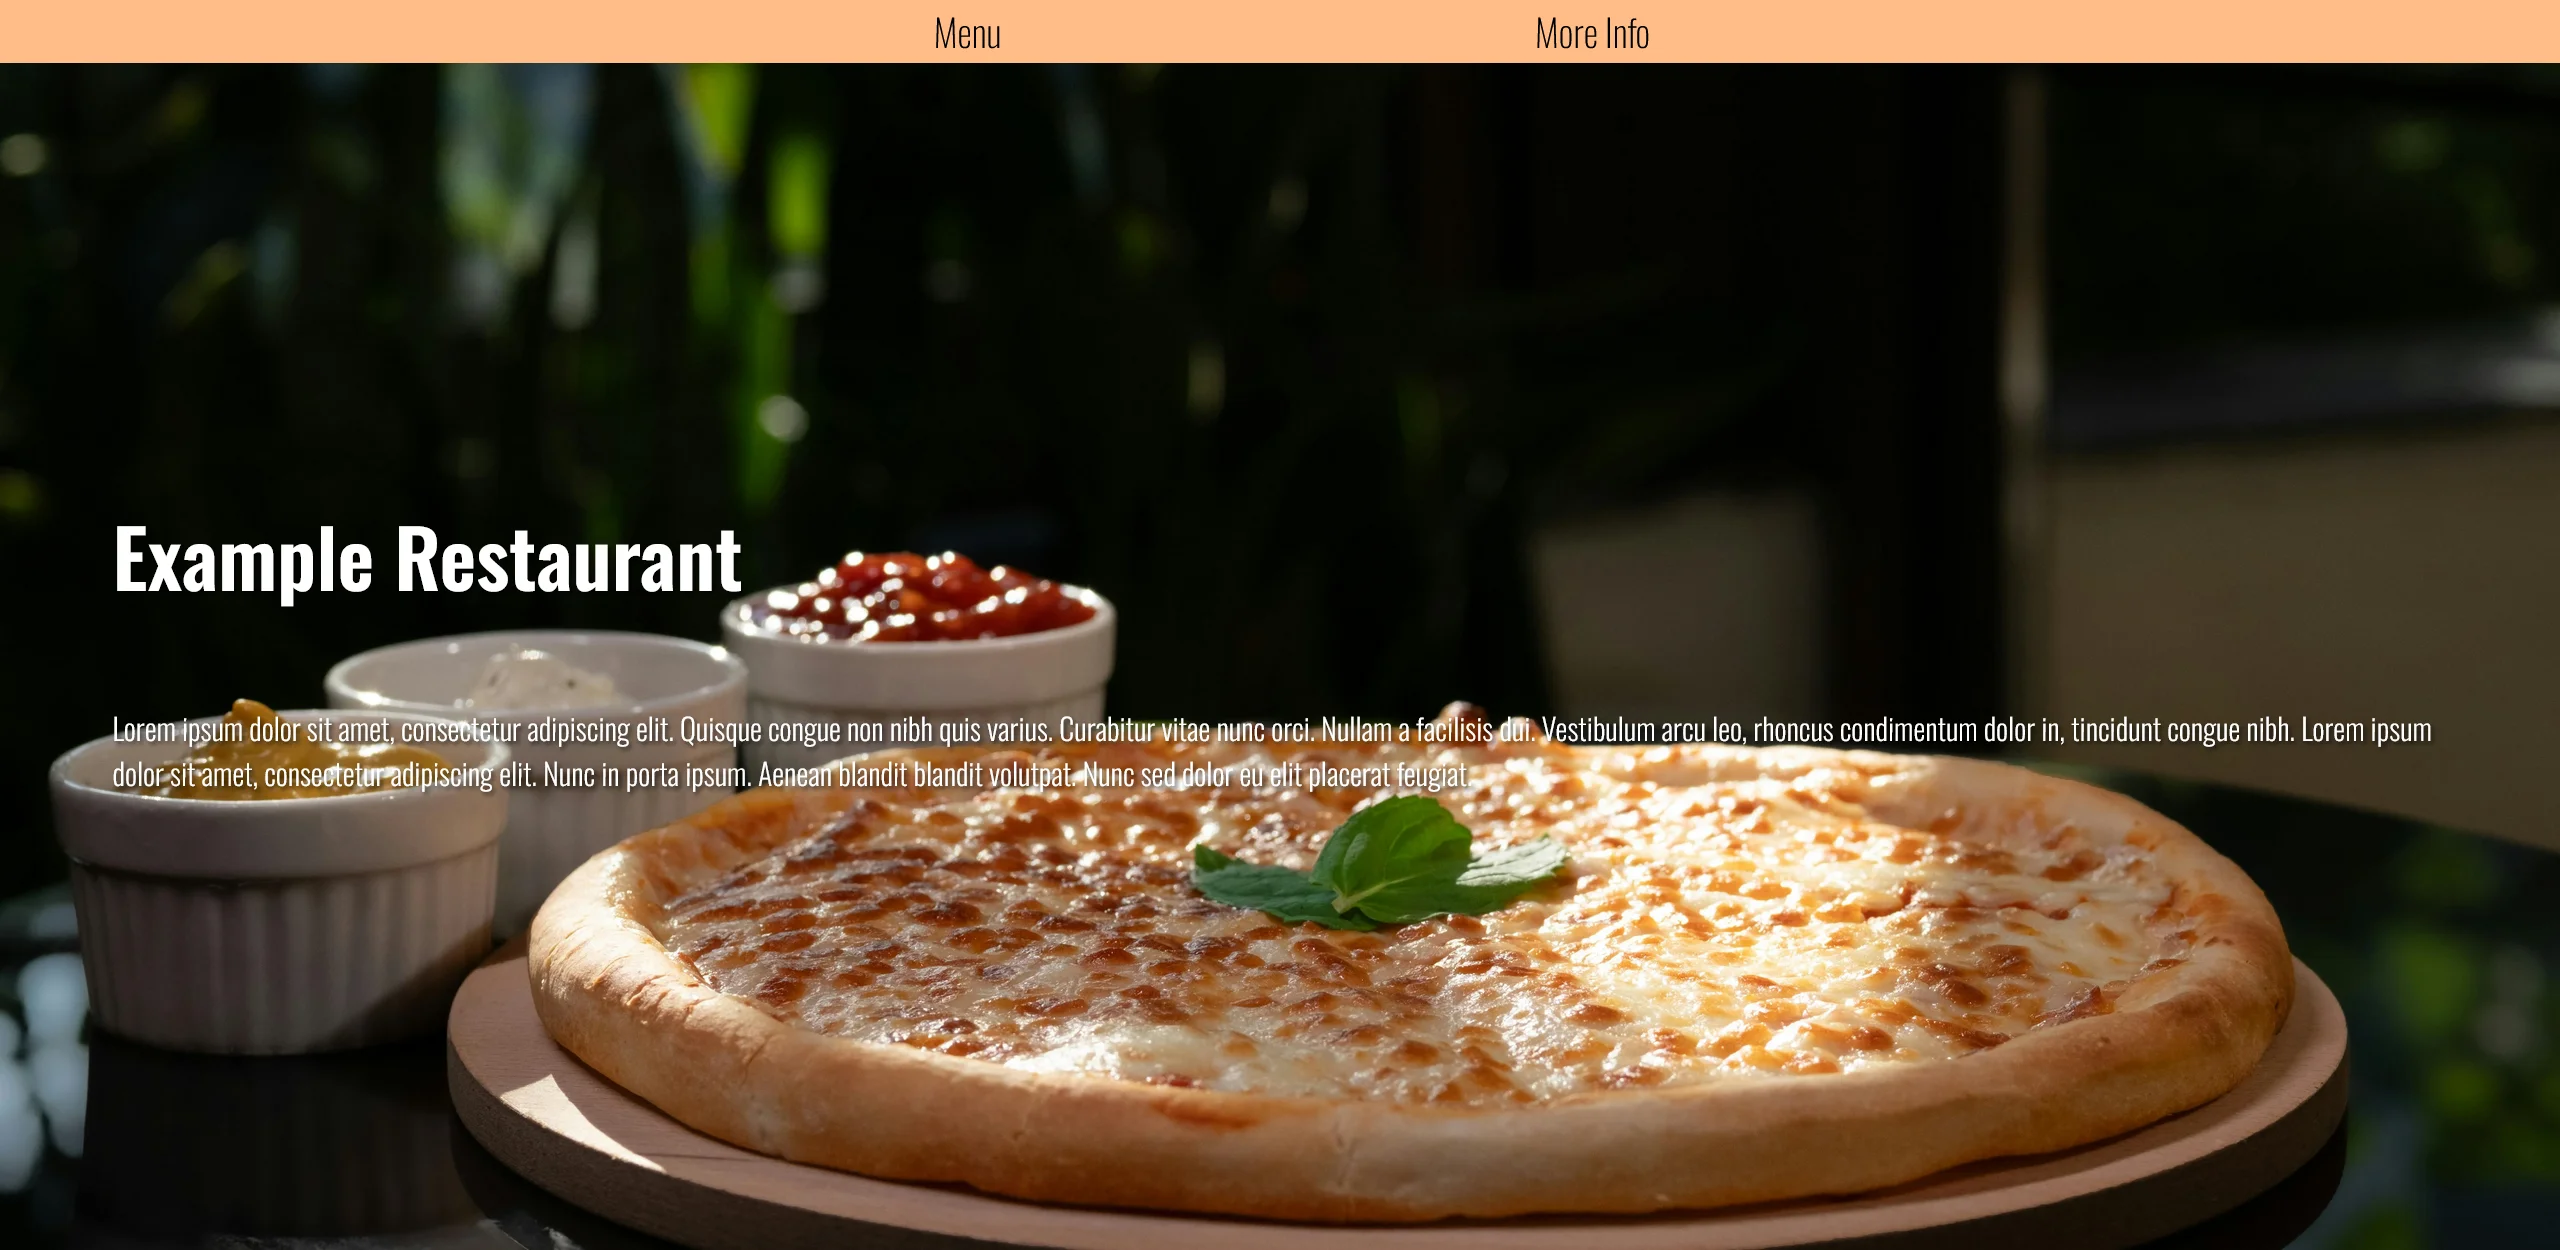 Menu More Info
Example Restaurant
Lorem ipsum dolor sit amet, consectetur adipiscing elit. Quisque congue non nibh quis varius. Curabitur vitae nunc orci. Nullam a facilisis dui. Vestibulum arcu leo, rhoncus condimentum dolor in, tincidunt congue nibh. Lorem ipsum
dolor sit amet, consectetur adipiscing elit. Nunc in porta ipsum. Aenean blandit blandit volutpat. Nunc sed dolor eu elit placerat feugiat.